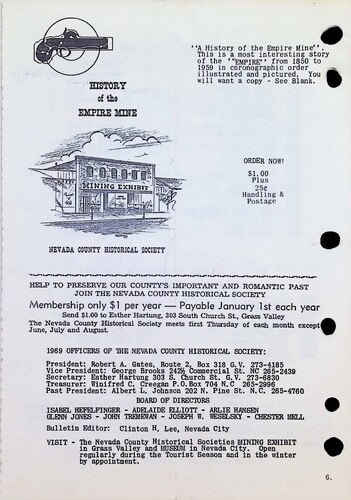 "A History of the Empire Mine".
This is a most interesting story
of the "EMPIRE" from 1850 to
1959 in chronographic order
illustrated and pictured. You
will want a copy - See Blank.
HISTORY
of the
EMPIRE MINE
MINING EXHIBIT
NEVADA COUNTY HISTORICAL SOCIETY
ORDER NOW!
$1.00
Plus
25¢
Handling &
Postage
HELP TO PRESERVE OUR COUNTY'S IMPORTANT AND ROMANTIC PAST
JOIN THE NEVADA COUNTY HISTORICAL SOCIETY
Membership only $1 per year — Payable January 1st each year
Send $1.00 to Esther Hartung, 303 South Church St., Grass Valley
The Nevada County Historical Society meets first Thursday of each month except
June, July and August.
1969 OFFICERS OF THE NEVADA COUNTY HISTORICAL SOCIETY:
President: Robert A. Gates, Route 2, Box 318 G.V. 273-4185
Vice President: George Brooks 242½ Commercial St. NC 265-2439
Secretary: Esther Hartung 303 S. Church St. G.V. 273-6830
Treasurer: Winifred C. Creegan P.O.Box 704 N.C 265-2996
Past President: Albert L. Johnson 202 N. Pine St. N.C. 265-4760
BOARD OF DIRECTORS
ISABEL HEFELFINGER - ADELAIDE ELLIOTT - ARLIE HANSEN
GLENN JONES - JOHN TREMEWAN - JOSEPH W. WESELSKY - CHESTER MELL
Bulletin Editor: Clinton H, Lee, Nevada City
VISIT - The Nevada County Historical Societies MINING EXHIBIT
in Grass Valley and MUSEUM in Nevada City. Open
regularly during the Tourist Season and in the winter
by appointment.
6.